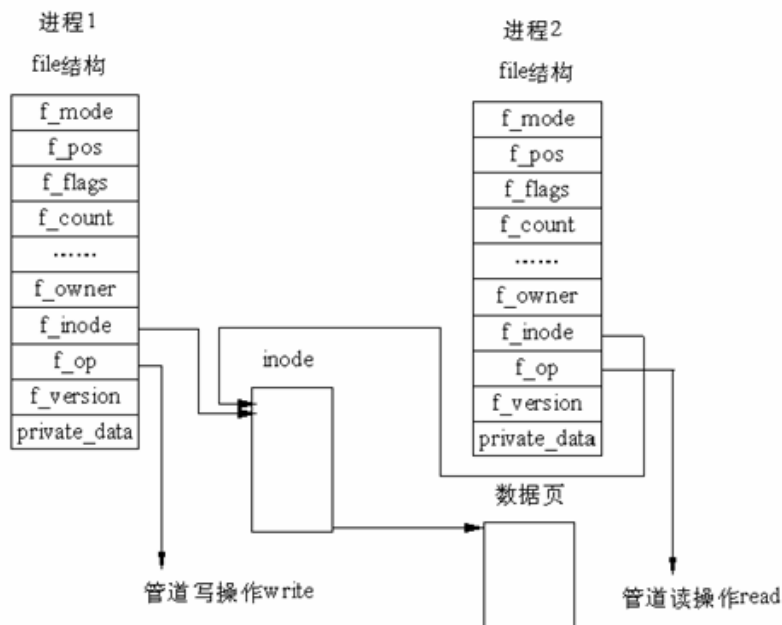 进程1
file结构
f_mode
f_pos
f_flags
f_count
……
f_owner
f_inode
f_op
f_version
private_data
进程2
file结构
f_mode
f_pos
f_flags
f_count
……
f_owner
f_inode
f_op
f_version
private_data
inode
数据页
管道写操作write
管道读操作read